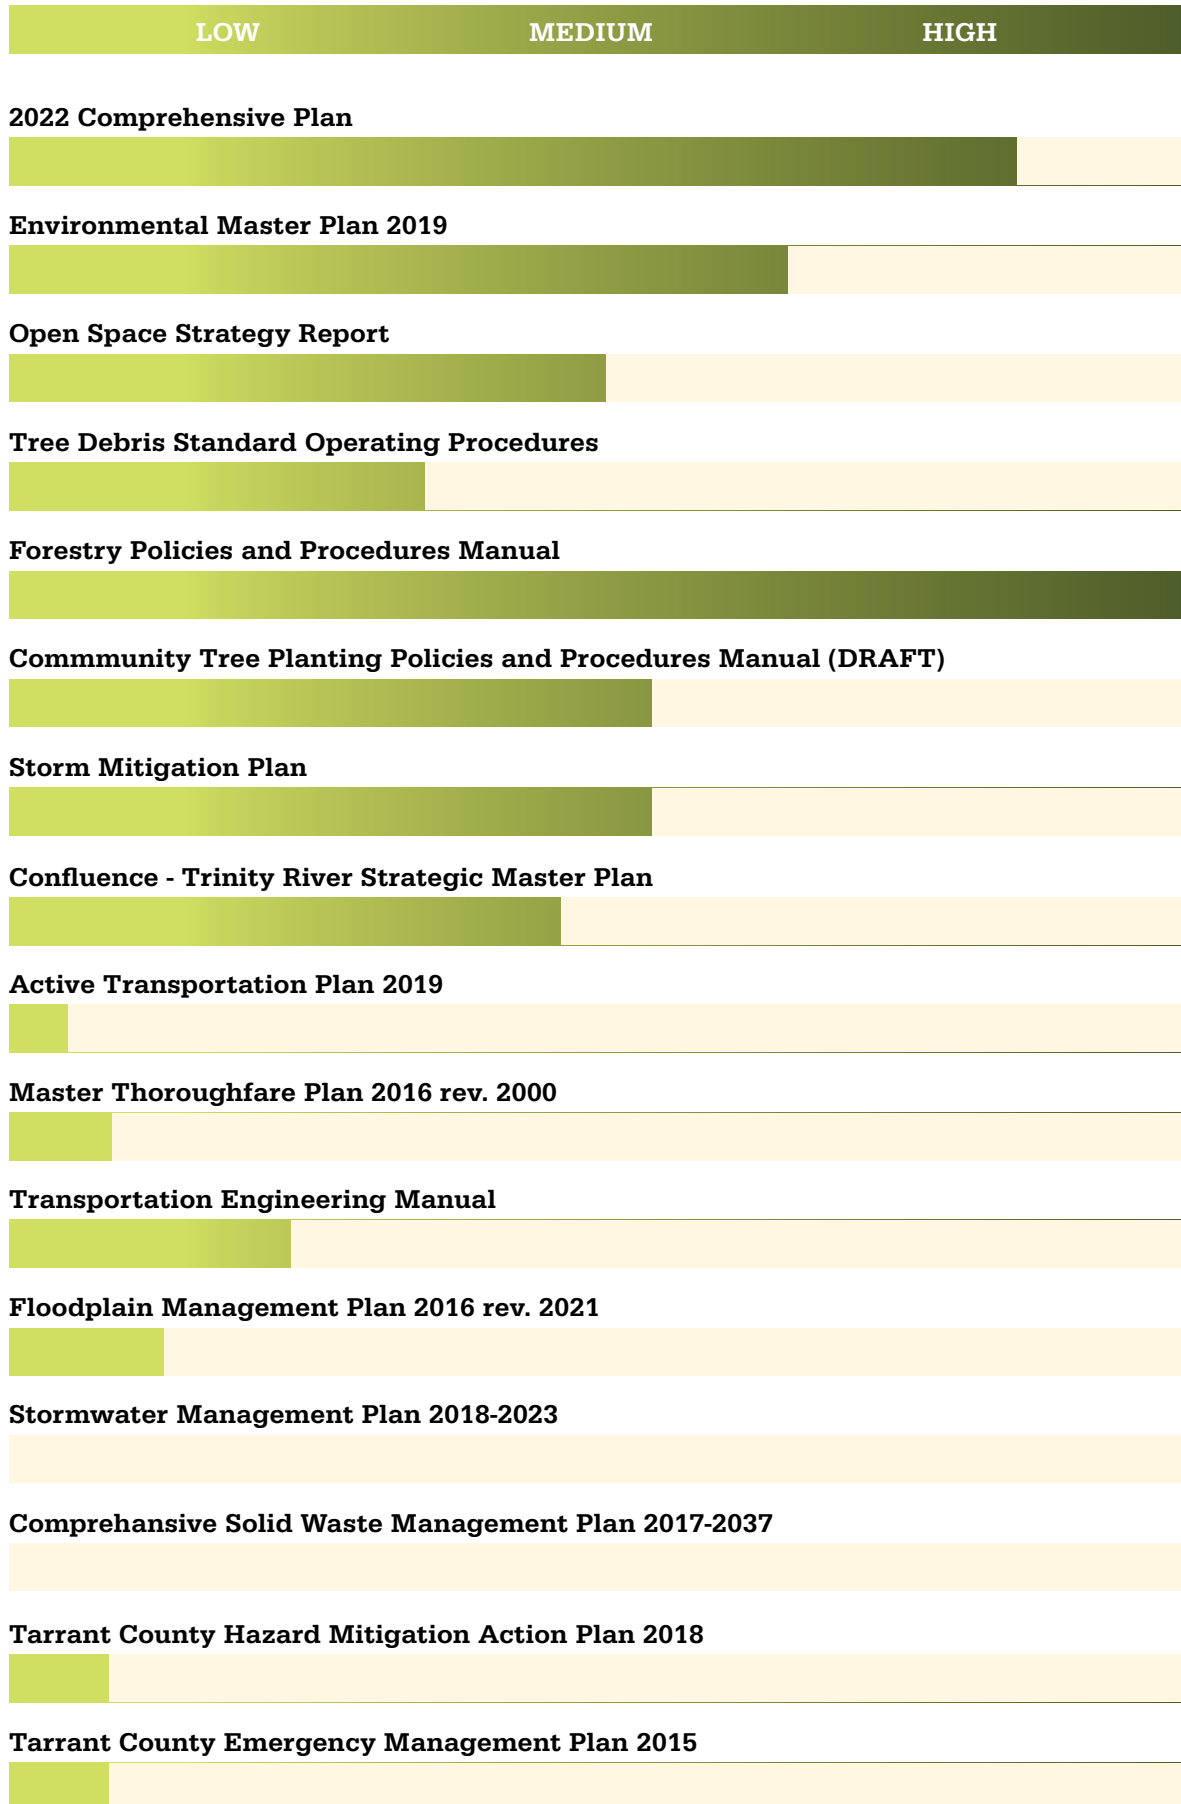 LOW MEDIUM HIGH
2022 Comprehensive Plan
Environmental Master Plan 2019
Open Space Strategy Report
Tree Debris Standard Operating Procedures
Forestry Policies and Procedures Manual
Commmunity Tree Planting Policies and Procedures Manual (DRAFT)
Storm Mitigation Plan
Confluence - Trinity River Strategic Master Plan
Active Transportation Plan 2019
Master Thoroughfare Plan 2016 rev. 2000
Transportation Engineering Manual
Floodplain Management Plan 2016 rev. 2021
Stormwater Management Plan 2018-2023
Comprehansive Solid Waste Management Plan 2017-2037
Tarrant County Hazard Mitigation Action Plan 2018
Tarrant County Emergency Management Plan 2015